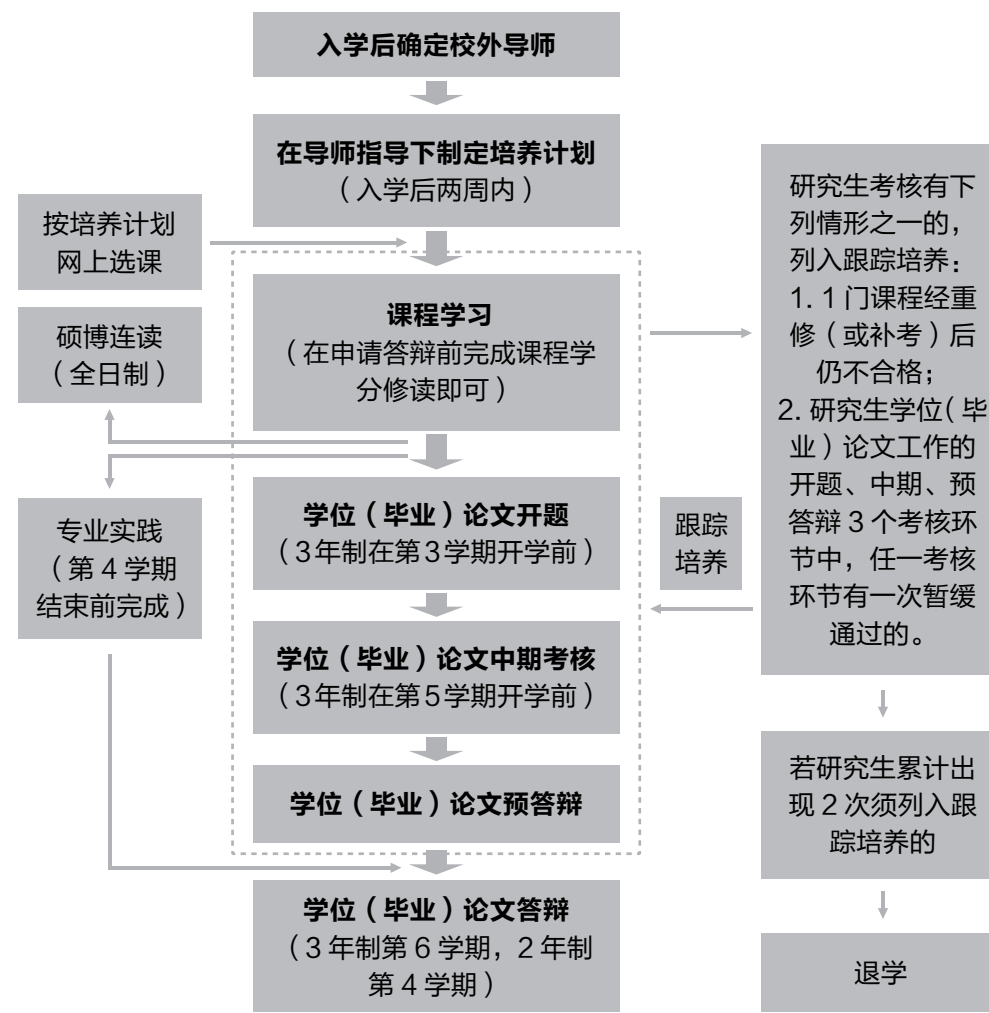 入学后确定校外导师
在导师指导下制定培养计划
（入学后两周内）
按培养计划
网上选课
课程学习
（在申请答辩前完成课程学
分修读即可）
硕博连读
（全日制）
学位（毕业）论文开题
（3年制在第3学期开学前）
专业实践
（第 4 学期
结束前完成）
学位（毕业）论文中期考核
（3年制在第5学期开学前）
学位（毕业）论文预答辩
学位（毕业）论文答辩
（3 年制第 6 学期，2 年制
第 4 学期）
研究生考核有下
列情形之一的，
列入跟踪培养：
1. 1 门课程经重
修（或补考）后
仍不合格；
2. 研究生学位（毕
业）论文工作的
开题、中期、预
答辩 3 个考核环
节中，任一考核
环节有一次暂缓
通过的。
跟踪
培养
若研究生累计出
现 2 次须列入跟
踪培养的
退学